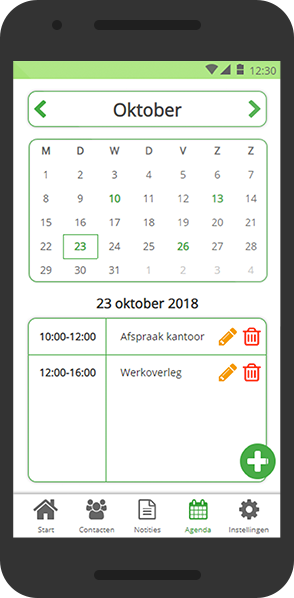 12:30
Oktober
M D W D V Z Z
1 2 3 4 5 6 7
8 9 10 11 12 13 14
15 16 17 18 19 20 21
22 23 24 25 26 27 28
29 30 31 1 2 3 4
23 oktober 2018
10:00-12:00 Afspraak kantoor
12:00-16:00 Werkoverleg
Start Contacten Notities Agenda Instellingen